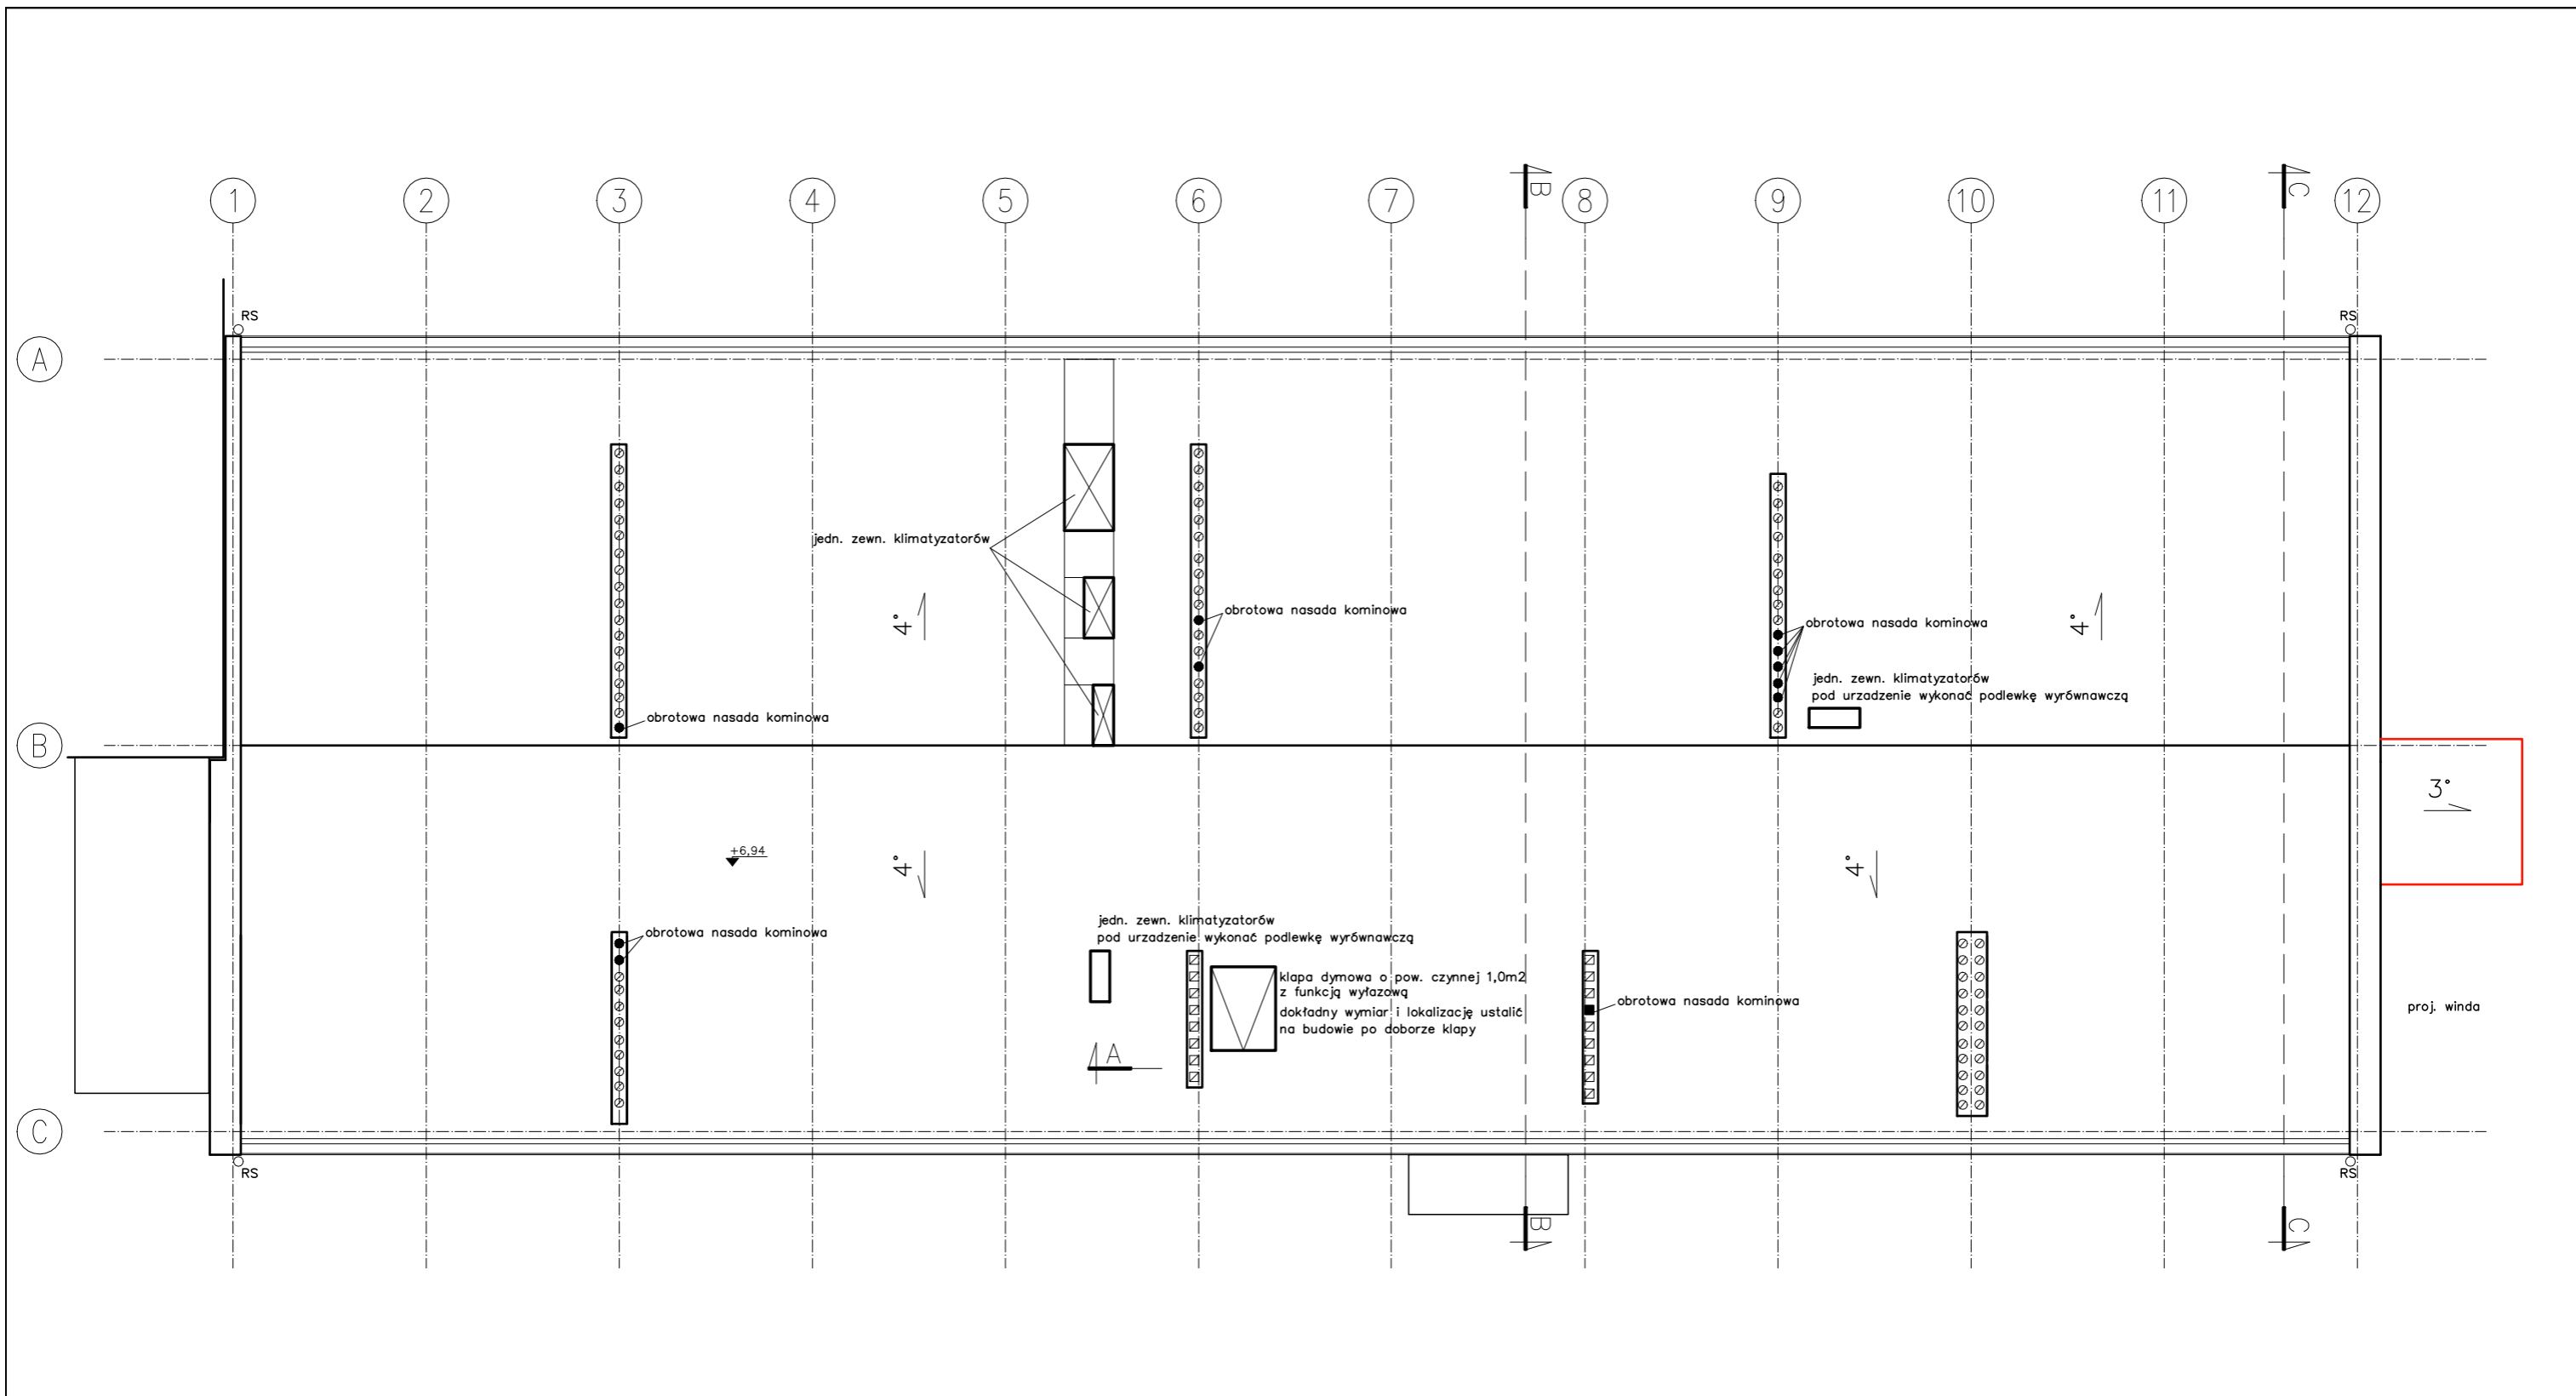 1 2 3 4 5 6 7 8 9 10 11 12
B C
RS RS
A
jedn. zewn. klimatyzatorów
4°
obrotowa nasada kominowa
obrotowa nasada kominowa
4°
jedn. zewn. klimatyzatorów
pod urzadzenie wykonać podlewkę wyrównawczą
obrotowa nasada kominowa
B
3°
+6,94
4°
4°
jedn. zewn. klimatyzatorów
pod urzadzenie wykonać podlewkę wyrównawczą
obrotowa nasada kominowa
klapa dymowa o pow. czynnej 1,0m2
z funkcją wyłazową
dokładny wymiar i lokalizację ustalić
na budowie po doborze klapy
obrotowa nasada kominowa
proj. winda
A
C
RS RS
B C